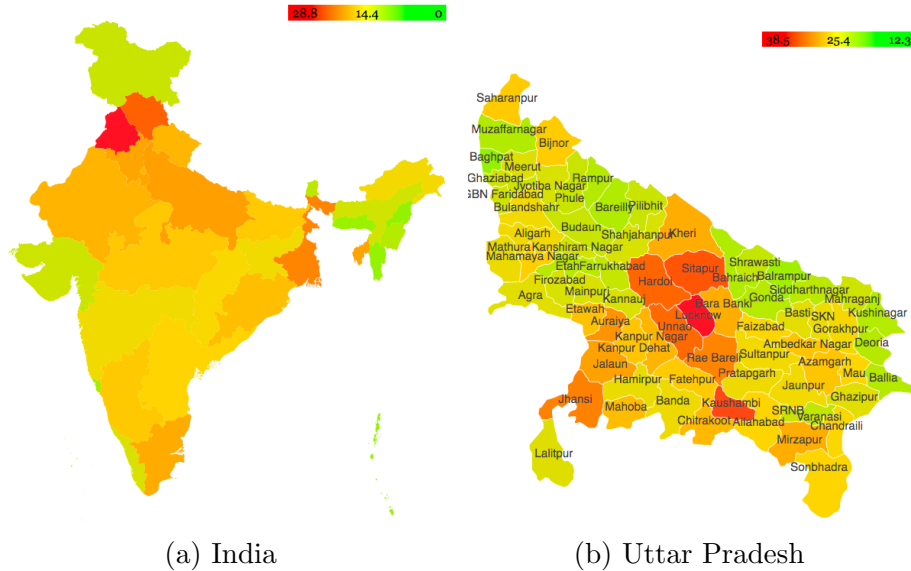 28.8 14.4 0
38.5 25.4 12.3
Saharanpur
Muzaffarnagar
Bijnor
Baghpat
Meerut
Ghaziabad
Rampur
Jyotiba Nagar
Phule
SBN Faridabad
Bulandshahr
Bareilly
Pilibhit
Budaun
Shahjahanpur
Kheri
Aligarh
Mathura
Kanshiram Nagar
Mahamaya Nagar
Etah
Farrukhabad
Sitapur
Bahraich
Shrawasti
Balrampur
Firozabad
Hardoi
Siddharthnagar
Agra
Mainpuri
Kannauj
Bara Banki
Gonda
Mahraganj
Etawah
Lucknow
Basti
SKN
Kushinagar
Auraiya
Unnao
Faizabad
Gorakhpur
Kanpur Nagar
Kanpur Dehat
Rae Bareli
Sultanpur
Ambedkar Nagar
Deoria
Jalaun
Azamgarh
Hamirpur
Fatehpur
Pratapgarh
Mau
Ballia
Jaunpur
Jhansi
Mahoba
Banda
Kaushambi
Ghazipur
Chitrakoot
Allahabad
SRNB
Varanasi
Chandraili
Mirzapur
Lalitpur
Sonbhadra
(a) India
(b) Uttar Pradesh